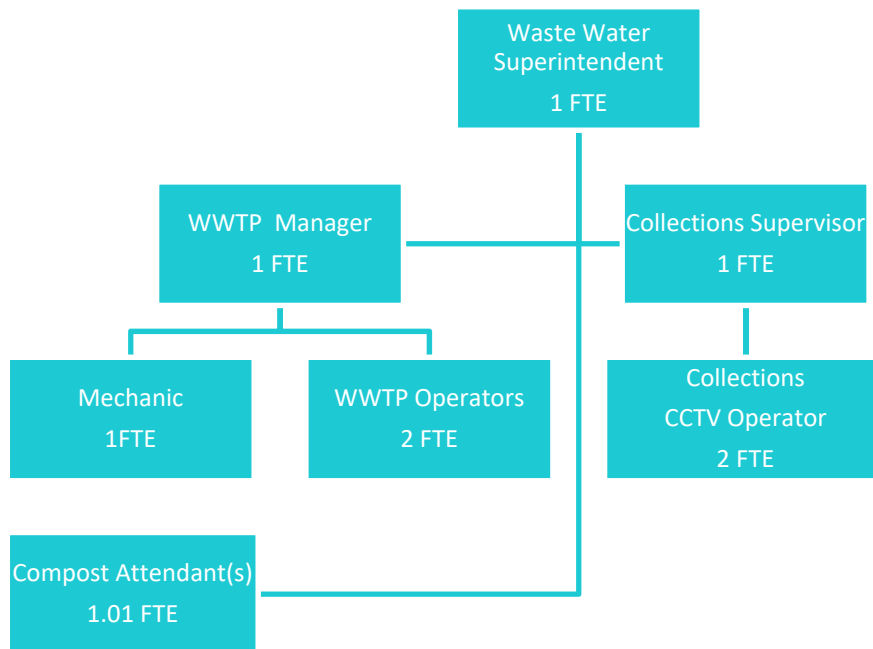 Waste Water
Superintendent
1 FTE
WWTP Manager
1 FTE
Collections Supervisor
1 FTE
Mechanic
1FTE
WWTP Operators
2 FTE
Collections
CCTV Operator
2 FTE
Compost Attendant(s)
1.01 FTE